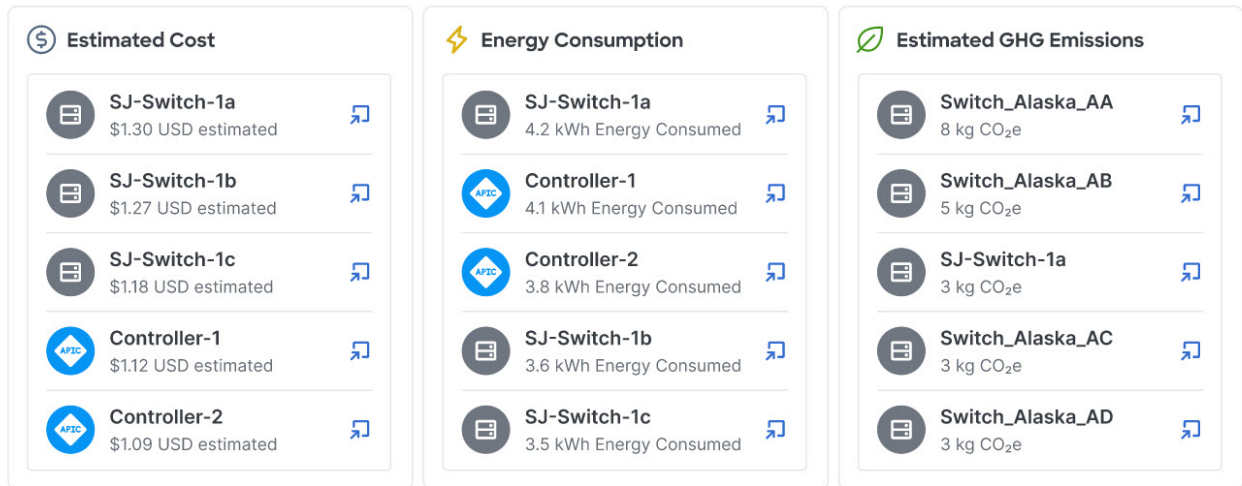 Estimated Cost
SJ-Switch-1a
$1.30 USD estimated
SJ-Switch-1b
$1.27 USD estimated
SJ-Switch-1c
$1.18 USD estimated
APIC
Controller-1
$1.12 USD estimated
APIC
Controller-2
$1.09 USD estimated
Energy Consumption
SJ-Switch-1a
4.2 kWh Energy Consumed
APIC
Controller-1
4.1 kWh Energy Consumed
APIC
Controller-2
3.8 kWh Energy Consumed
SJ-Switch-1b
3.6 kWh Energy Consumed
SJ-Switch-1c
3.5 kWh Energy Consumed
Estimated GHG Emissions
Switch_Alaska_AA
8 kg CO₂e
Switch_Alaska_AB
5 kg CO₂e
SJ-Switch-1a
3 kg CO₂e
Switch_Alaska_AC
3 kg CO₂e
Switch_Alaska_AD
3 kg CO₂e